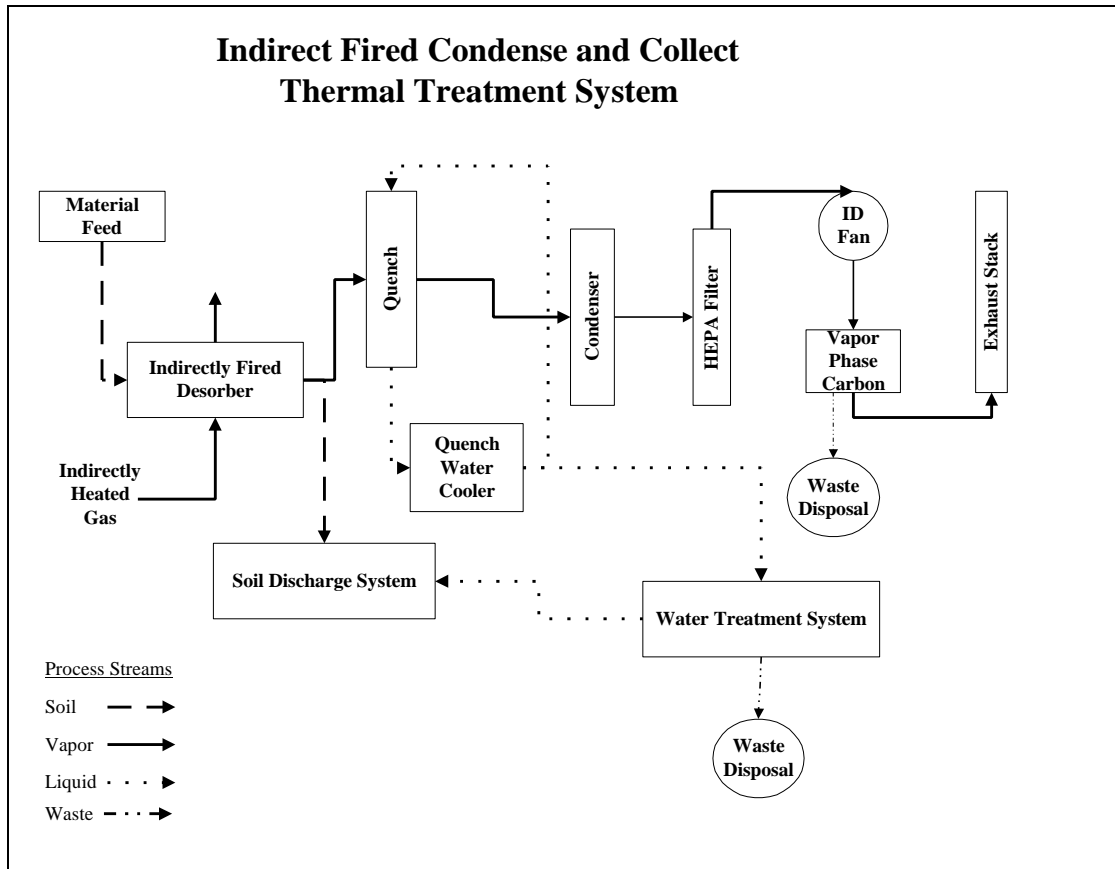 Indirect Fired Condense and Collect
Thermal Treatment System
Material
Feed
Quench
Condenser
HEPA Filter
ID
Fan
Exhaust Stack
Vapor
Phase
Carbon
Indirectly Fired
Desorber
Quench
Water
Cooler
Indirectly
Heated
Gas
Waste
Disposal
Soil Discharge System
Water Treatment System
Waste
Disposal
Process Streams
Soil
Vapor
Liquid
Waste